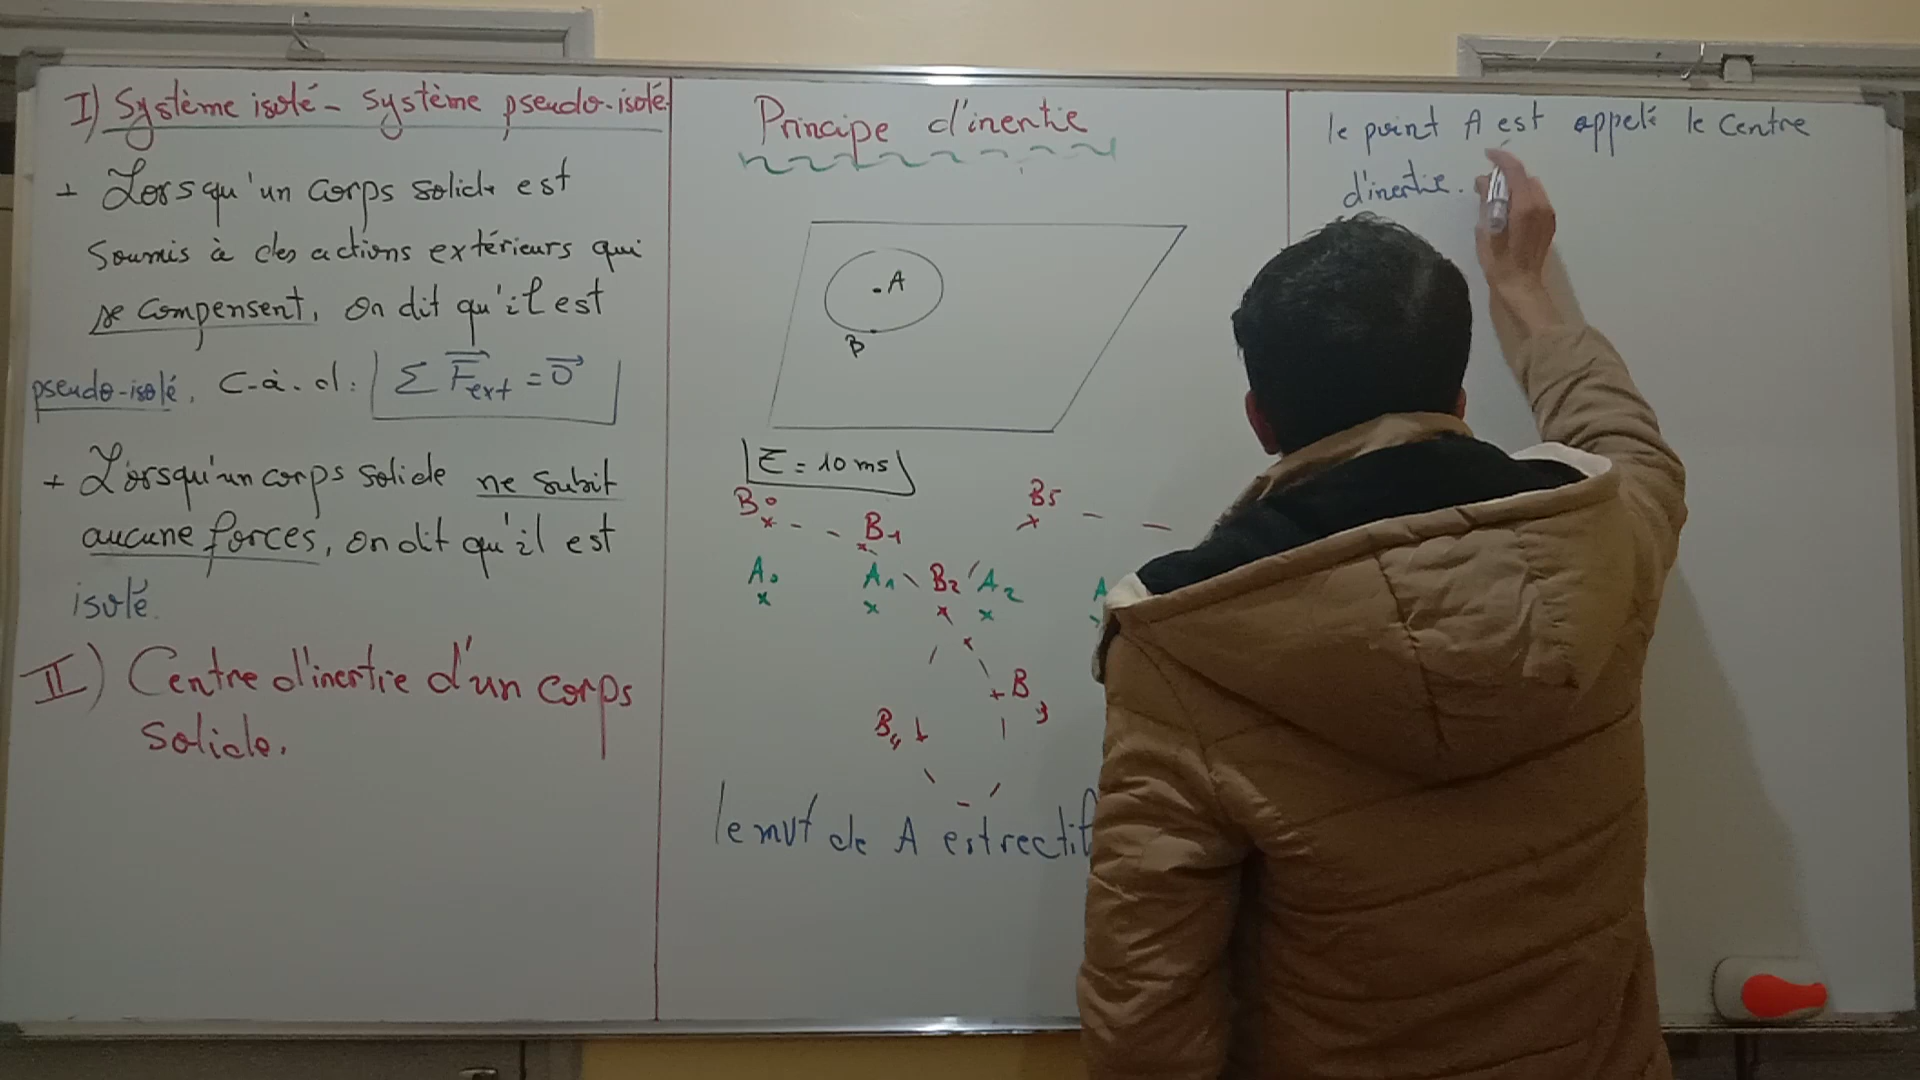 I) Système isolé - système pseudo-isolé.
+ Lorsqu'un corps solide est
soumis à des actions extérieurs qui
se compensent, on dit qu'il est
pseudo-isolé. C-à-d: Σ F⃗ext = 0⃗
+ Lorsqu'un corps solide ne subit
aucune forces, on dit qu'il est
isolé.
II) Centre d'inertie d'un corps
solide.
Principe d'inertie
A
B
Z = 10 ms
B0
B1
B5
A0
A1
B2
A2
A
B3
B4
le mvt de A est rectil
le point A est appelé le centre
d'inertie.